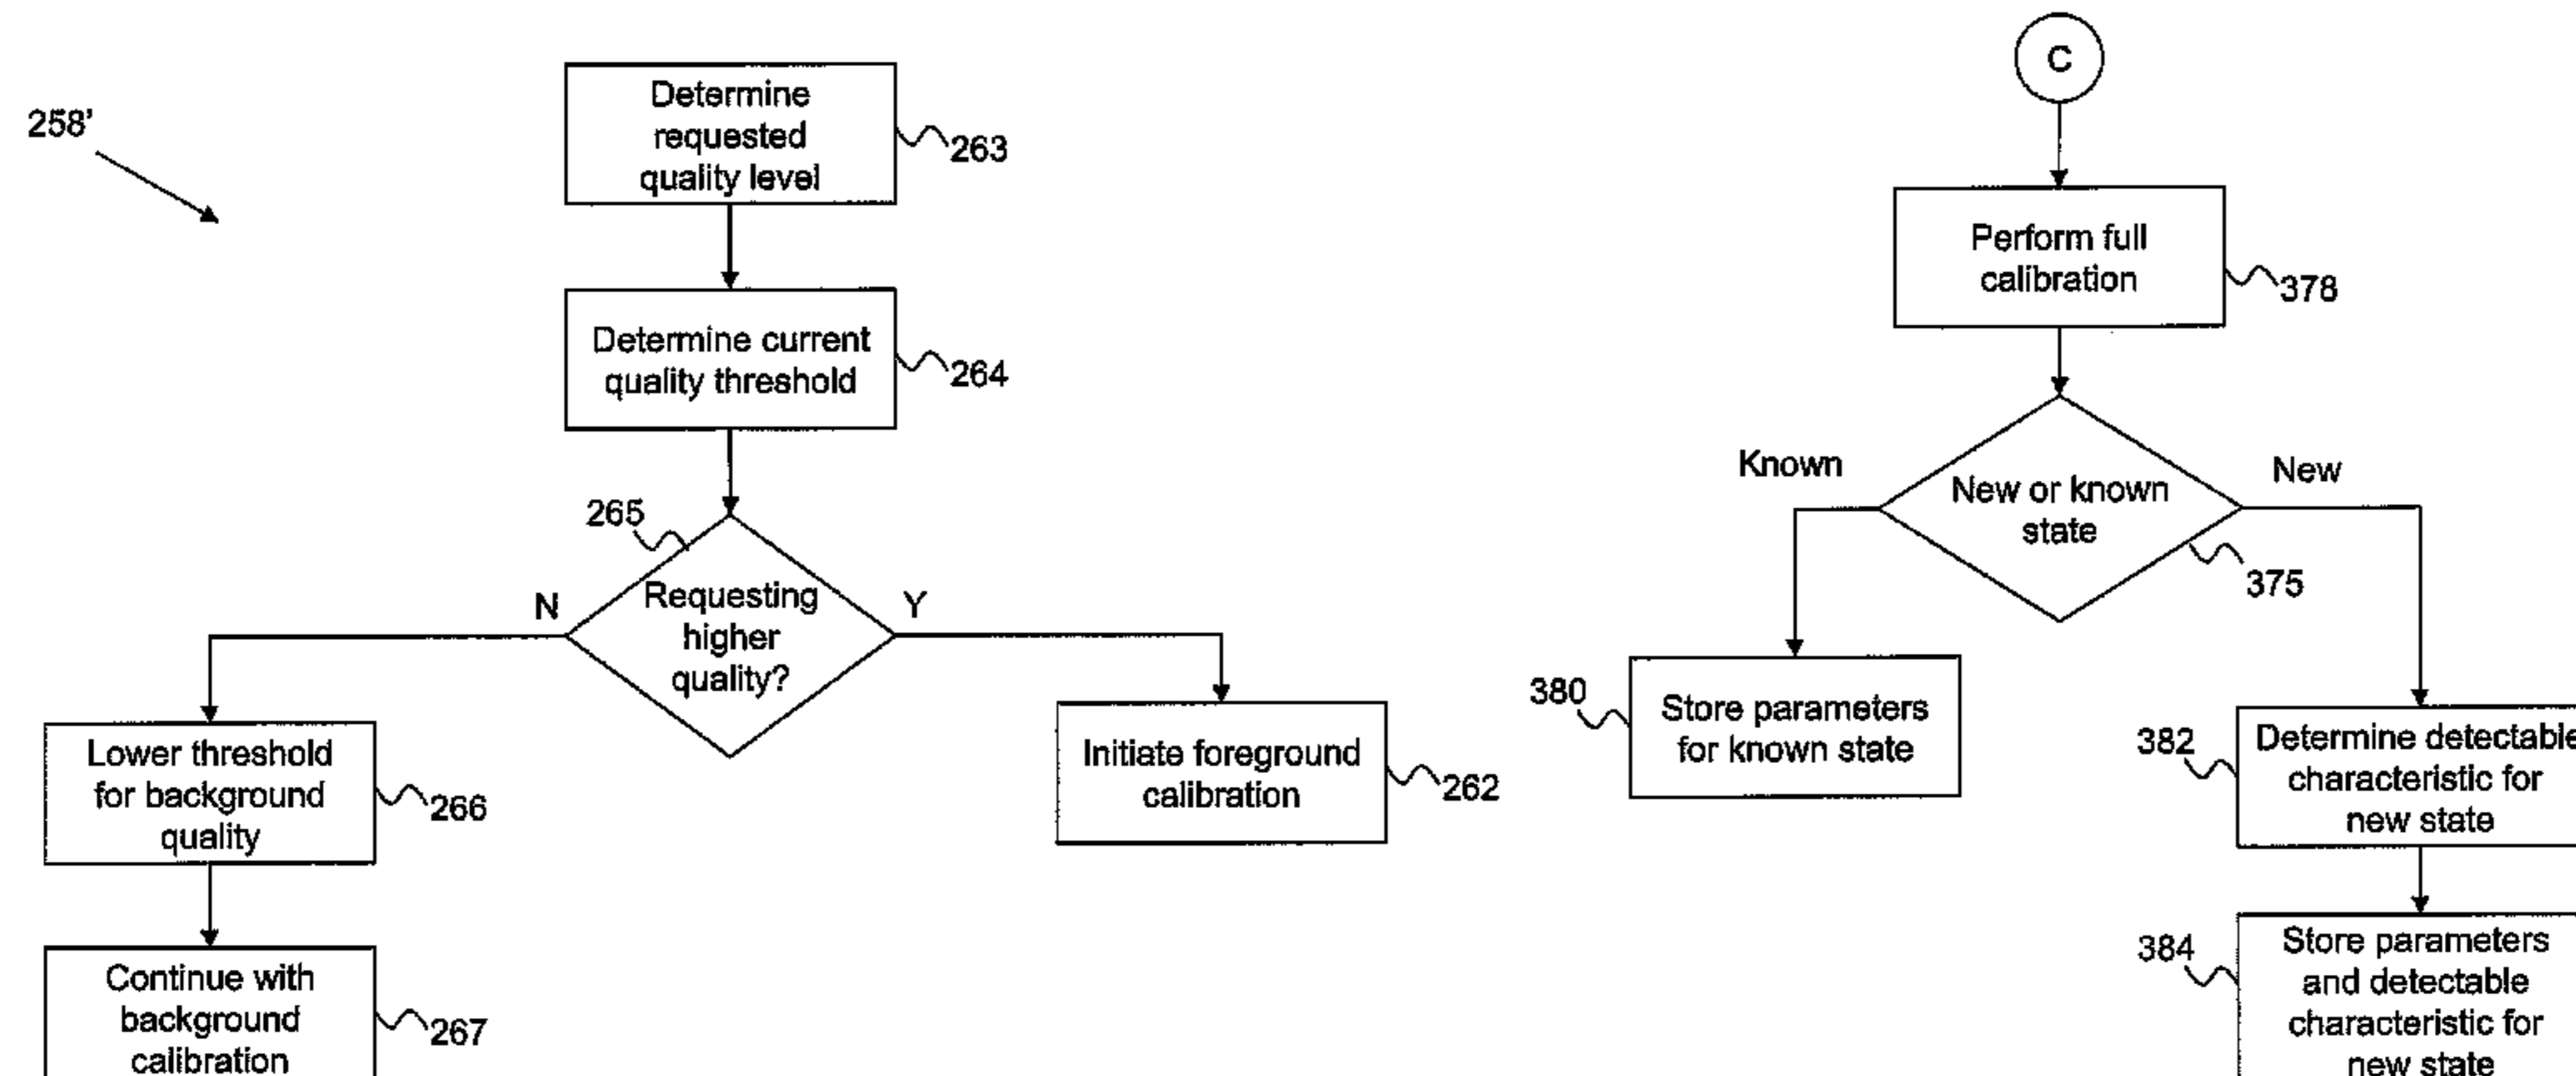 258'
Determine
requested
quality level
263
Determine current
quality threshold
264
265
Requesting
higher
quality?
N
Y
Lower threshold
for background
quality
266
Initiate foreground
calibration
262
Continue with
background
calibration
267
C
Perform full
calibration
378
New or known
state
Known
New
375
380
Store parameters
for known state
382
Determine detectable
characteristic for
new state
384
Store parameters
and detectable
characteristic for
new state